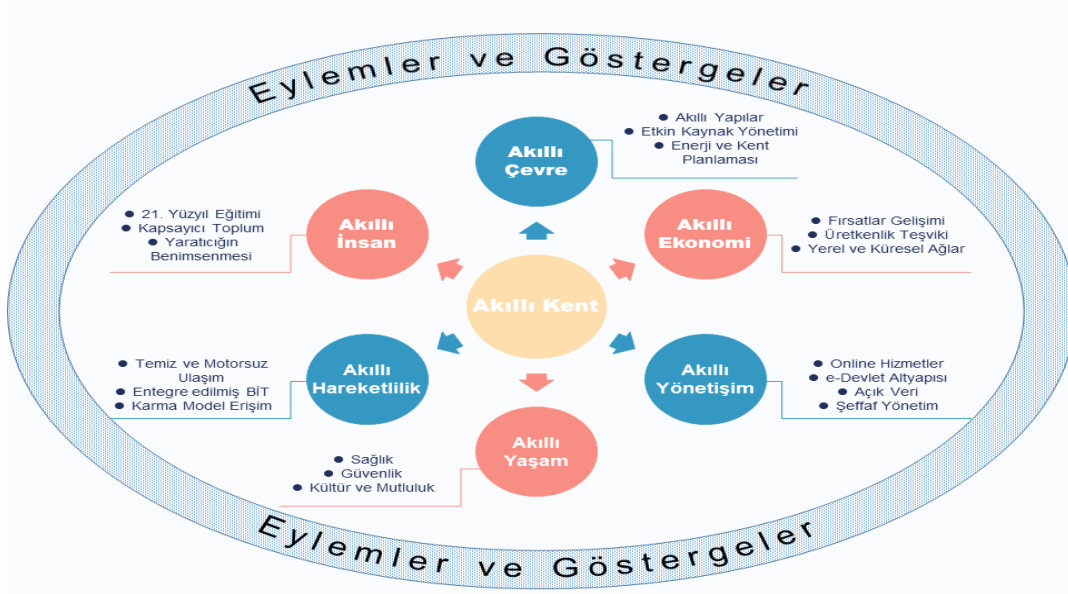 Eylemler ve Göstergeler
Akıllı
Çevre
● Akıllı Yapılar
● Etkin Kaynak Yönetimi
● Enerji ve Kent
Planlaması
● 21. Yüzyıl Eğitimi
● Kapsayıcı Toplum
● Yaratıcığın
Benimsenmesi
Akıllı
İnsan
Akıllı
Ekonomi
● Fırsatlar Gelişimi
● Üretkenlik Teşviki
● Yerel ve Küresel Ağlar
Akıllı Kent
● Temiz ve Motorsuz
Ulaşım
● Entegre edilmiş BİT
● Karma Model Erişim
Akıllı
Hareketlilik
Akıllı
Yönetişim
● Online Hizmetler
● e-Devlet Altyapısı
● Açık Veri
● Şeffaf Yönetim
● Sağlık
● Güvenlik
● Kültür ve Mutluluk
Akıllı
Yaşam
Eylemler ve Göstergeler